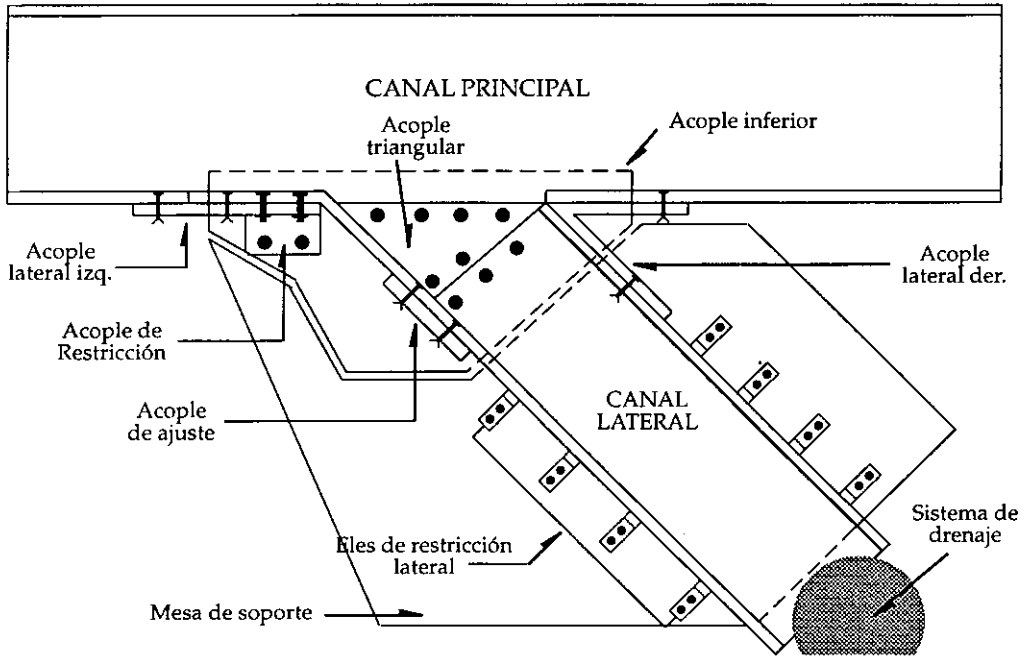 CANAL PRINCIPAL
Acople
triangular
Acople inferior
Acople
lateral izq.
Acople
lateral der.
Acople de
Restricción
Acople
de ajuste
CANAL
LATERAL
Sistema de
drenaje
Eles de restricción
lateral
Mesa de soporte